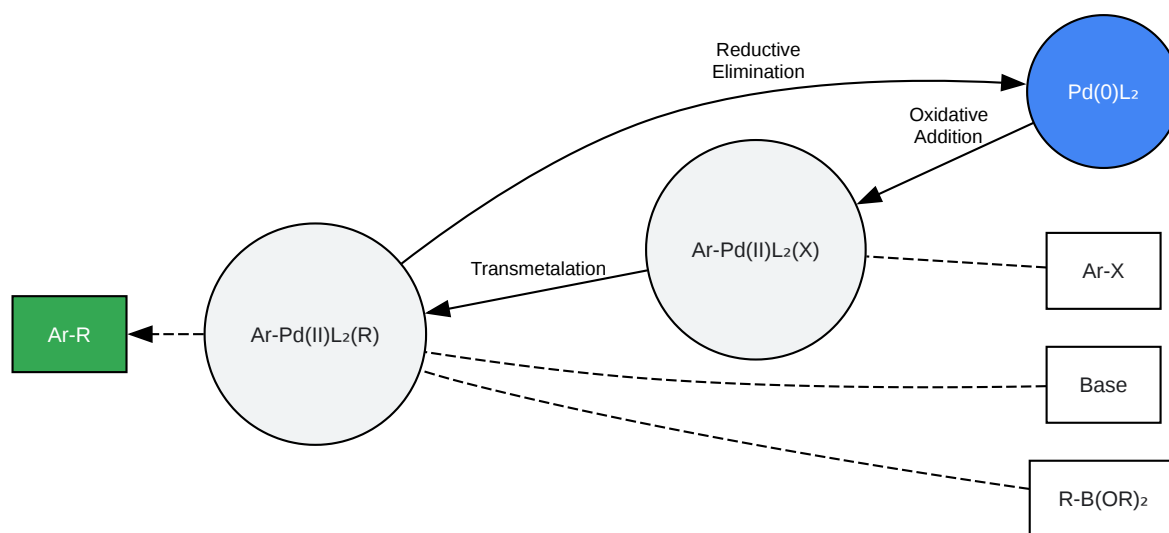 Reductive
Elimination
Pd(0)L₂
Oxidative
Addition
Ar-Pd(II)L₂(X)
Transmetalation
Ar-X
Ar-R
Ar-Pd(II)L₂(R)
Base
R-B(OR)₂